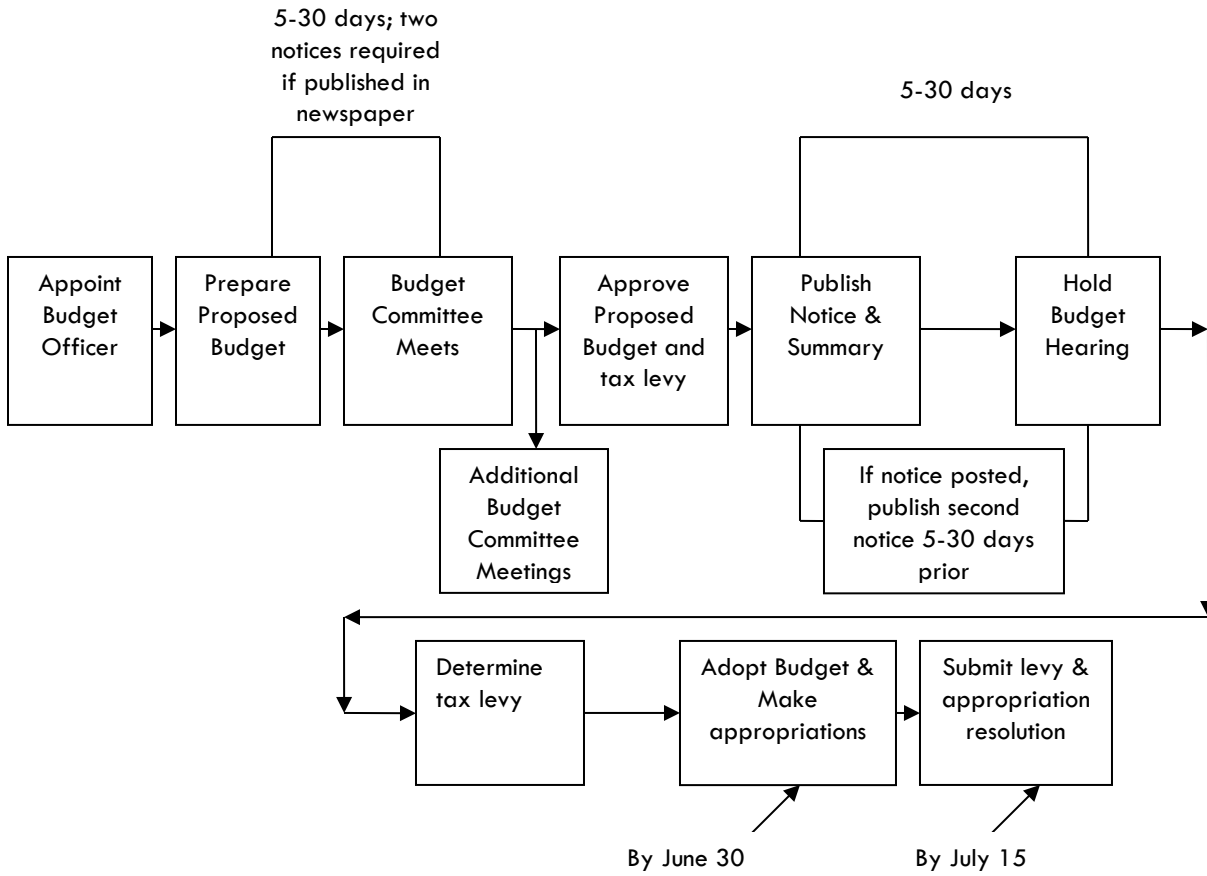 5-30 days; two
notices required
if published in
newspaper
5-30 days
Appoint
Budget
Officer
Prepare
Proposed
Budget
Budget
Committee
Meets
Approve
Proposed
Budget and
tax levy
Publish
Notice &
Summary
Hold
Budget
Hearing
Additional
Budget
Committee
Meetings
If notice posted,
publish second
notice 5-30 days
prior
Determine
tax levy
Adopt Budget &
Make
appropriations
Submit levy &
appropriation
resolution
By June 30
By July 15